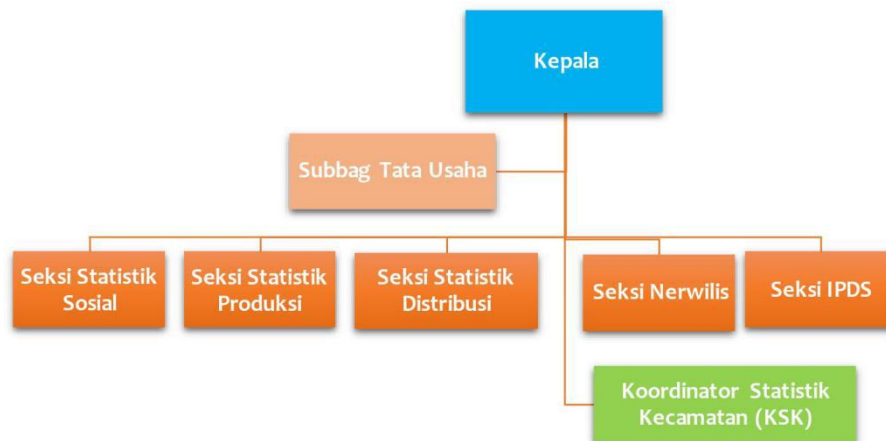 Kepala
Subbag Tata Usaha
Seksi Statistik
Sosial
Seksi Statistik
Produksi
Seksi Statistik
Distribusi
Seksi Nerwilis
Seksi IPDS
Koordinator Statistik
Kecamatan (KSK)